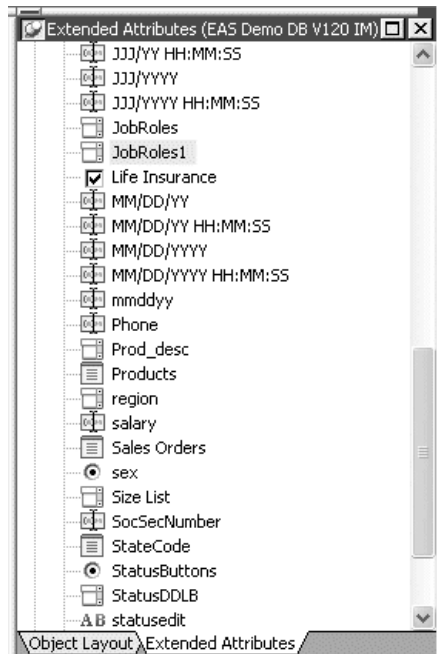 Extended Attributes (EAS Demo DB V120 IM)
JJJ/YY HH:MM:SS
JJJ/YYYY
JJJ/YYYY HH:MM:SS
JobRoles
JobRoles1
Life Insurance
MM/DD/YY
MM/DD/YY HH:MM:SS
MM/DD/YYYY
MM/DD/YYYY HH:MM:SS
mmddyy
Phone
Prod_desc
Products
region
salary
Sales Orders
sex
Size List
SocSecNumber
StateCode
StatusButtons
StatusDDLB
AB statusedit
Object Layout Extended Attributes